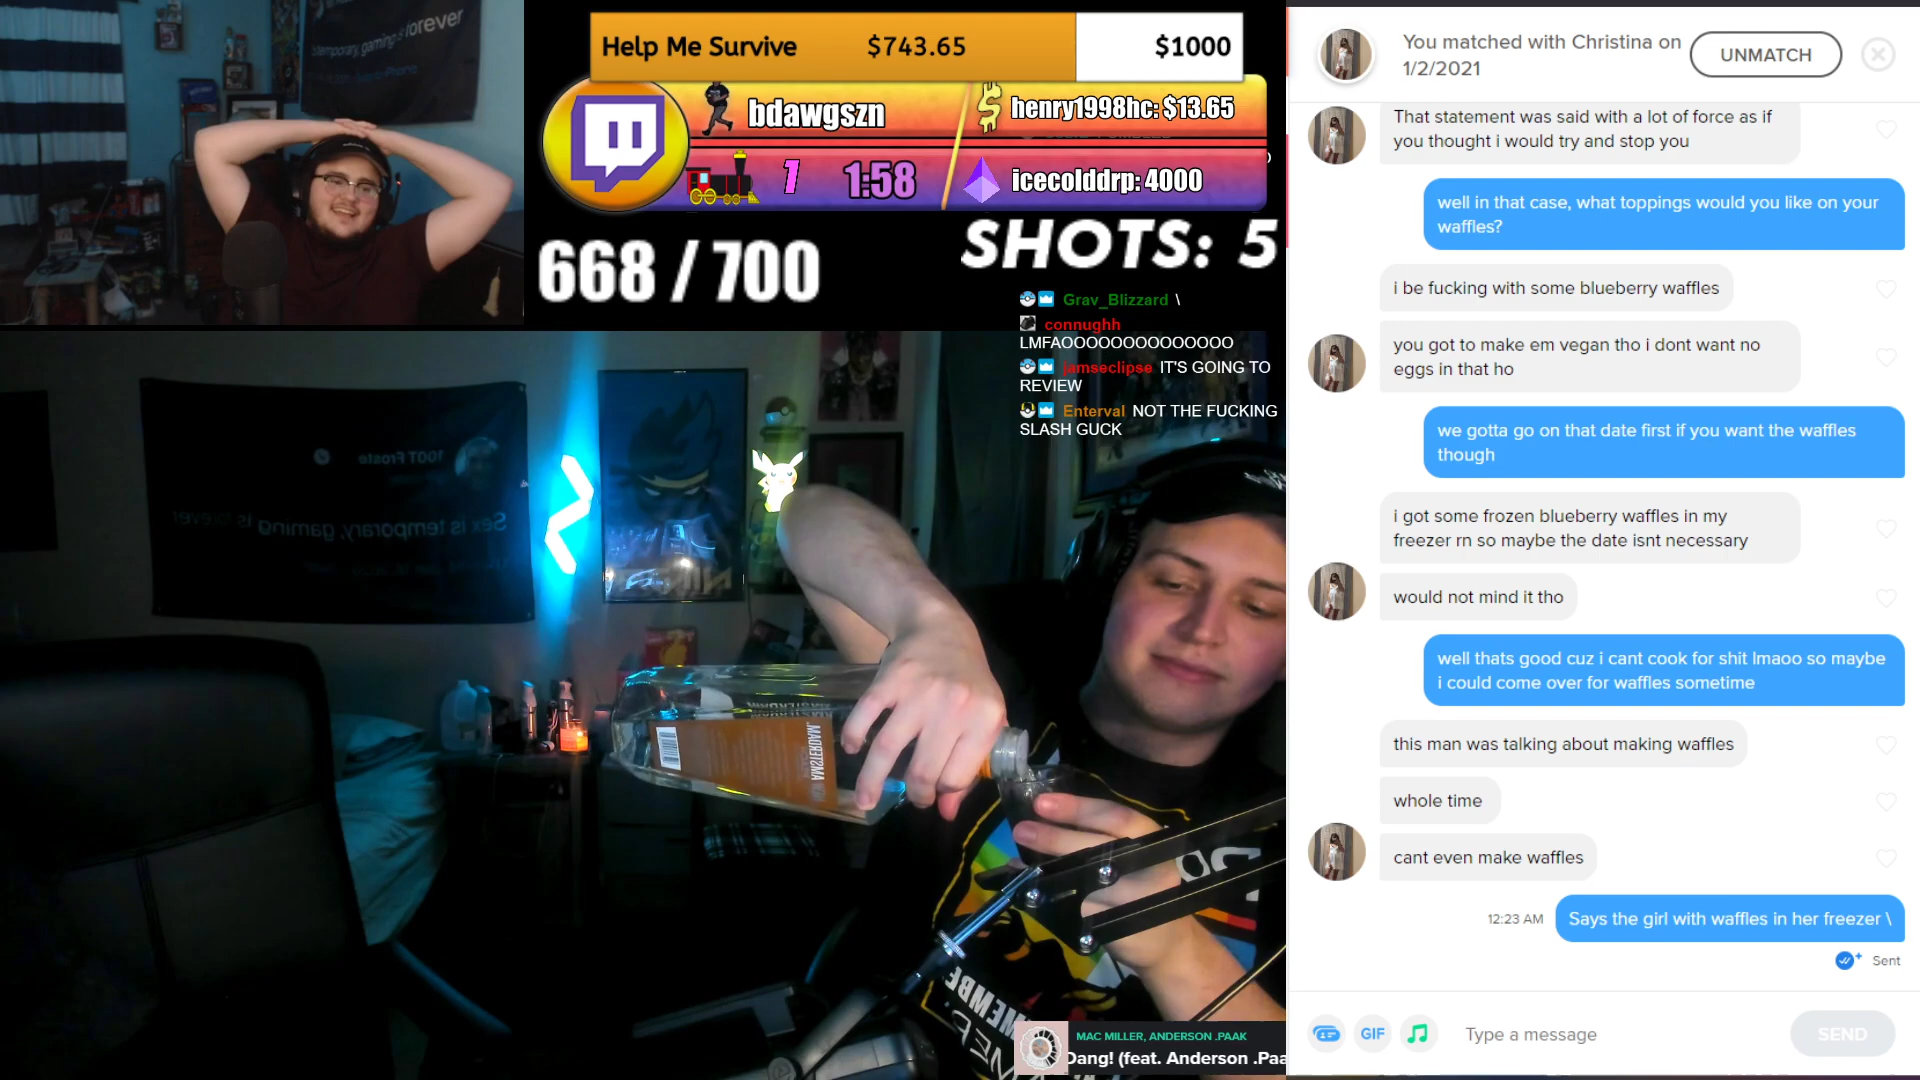 forever
temporary, gaming is
Help Me Survive $743.65 $1000
bdawgszn
henry1998hc: $13.65
1 1:58
icecolddrp: 4000
668 / 700
SHOTS: 5
Grav_Blizzard \
connughh
LMFAOOOOOOOOOOOOOO
jamseclipse IT'S GOING TO
REVIEW
Enterval NOT THE FUCKING
SLASH GUCK
100T Froste
Sex is temporary, gaming is forever
AMSTERDAM
MAC MILLER, ANDERSON .PAAK
Dang! (feat. Anderson .Paa
You matched with Christina on
1/2/2021
UNMATCH
That statement was said with a lot of force as if
you thought i would try and stop you
well in that case, what toppings would you like on your
waffles?
i be fucking with some blueberry waffles
you got to make em vegan tho i dont want no
eggs in that ho
we gotta go on that date first if you want the waffles
though
i got some frozen blueberry waffles in my
freezer rn so maybe the date isnt necessary
would not mind it tho
well thats good cuz i cant cook for shit lmaoo so maybe
i could come over for waffles sometime
this man was talking about making waffles
whole time
cant even make waffles
12:23 AM
Says the girl with waffles in her freezer \
Sent
GIF
Type a message
SEND